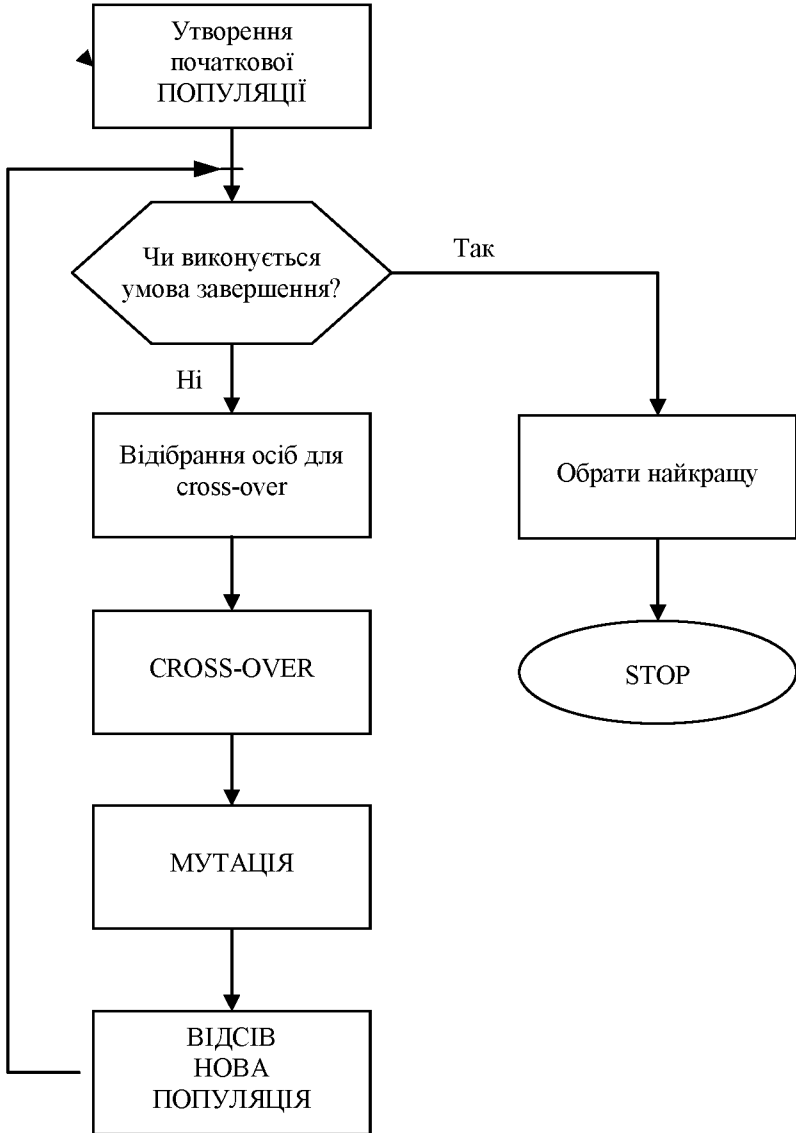 Утворення
початкової
ПОПУЛЯЦІЇ
Чи виконується
умова завершення?
Так
Ні
Відібрання осіб для
cross-over
Обрати найкращу
CROSS-OVER
STOP
МУТАЦІЯ
ВІДСІВ
НОВА
ПОПУЛЯЦІЯ